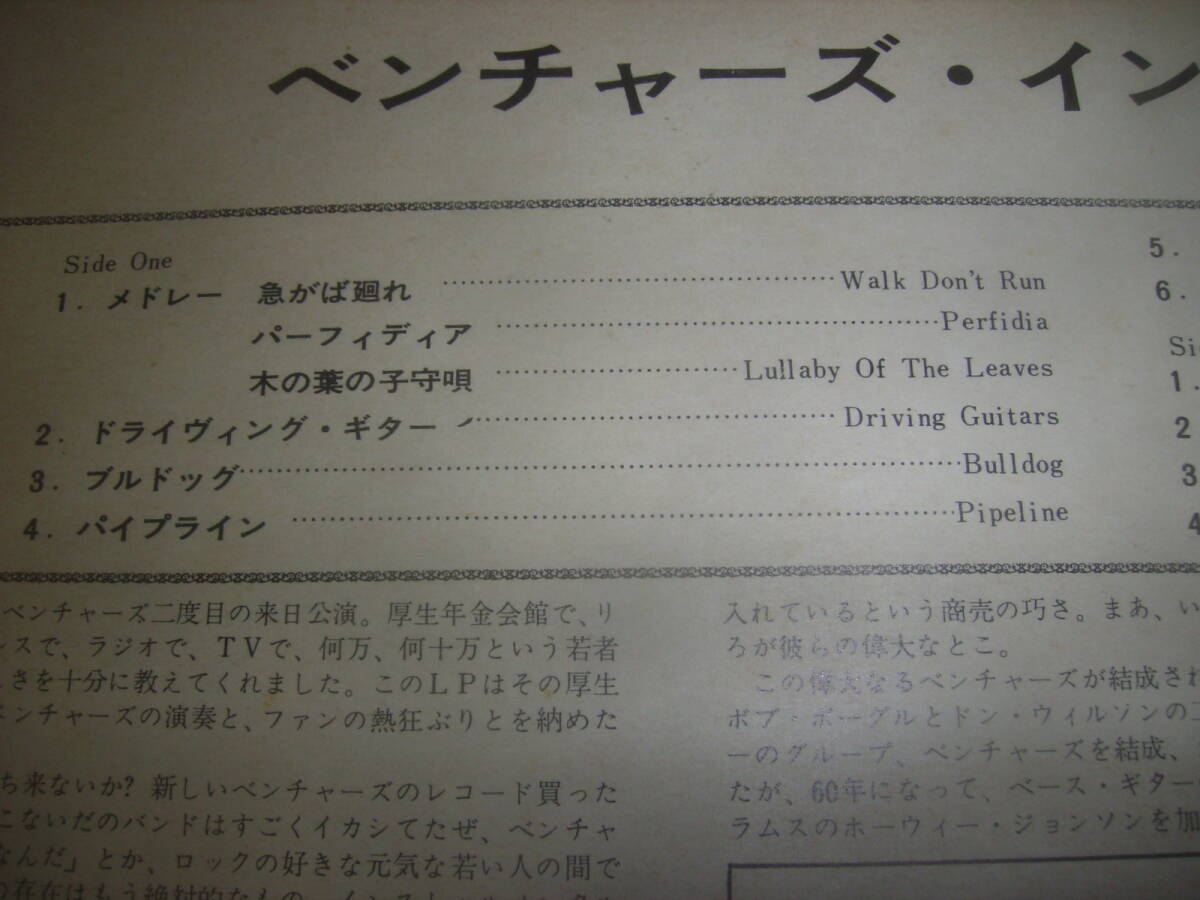 ベンチャーズ・イン
Side One
1. メドレー 急がば廻れ ……………………… Walk Don't Run
パーフィディア ……………………… Perfidia
木の葉の子守唄 ……………………… Lullaby Of The Leaves
2. ドライヴィング・ギター ……………………… Driving Guitars
3. ブルドッグ ……………………… Bulldog
4. パイプライン ……………………… Pipeline
5.
6.
1.
2
3
4
ベンチャーズ二度目の来日公演。厚生年金会館で、リ
スで、ラジオで、TVで、何万、何十万という若者
さを十分に教えてくれました。このLPはその厚生
ンチャーズの演奏と、ファンの熱狂ぶりとを納めた
ち来ないか? 新しいベンチャーズのレコード買った
こないだのバンドはすごくイカシてたぜ、ベンチャ
なんだ」とか、ロックの好きな元気な若い人の間で
の存在はもう絶対的なもの。
入れているという商売の巧さ。まあ、い
ろが彼らの偉大なとこ。
この偉大なるベンチャーズが結成され
ボブ・ボーグルとドン・ウィルソンの
ーのグループ、ベンチャーズを結成、
たが、60年になって、ベース・ギター
ラムスのホーウィー・ジョンソンを加